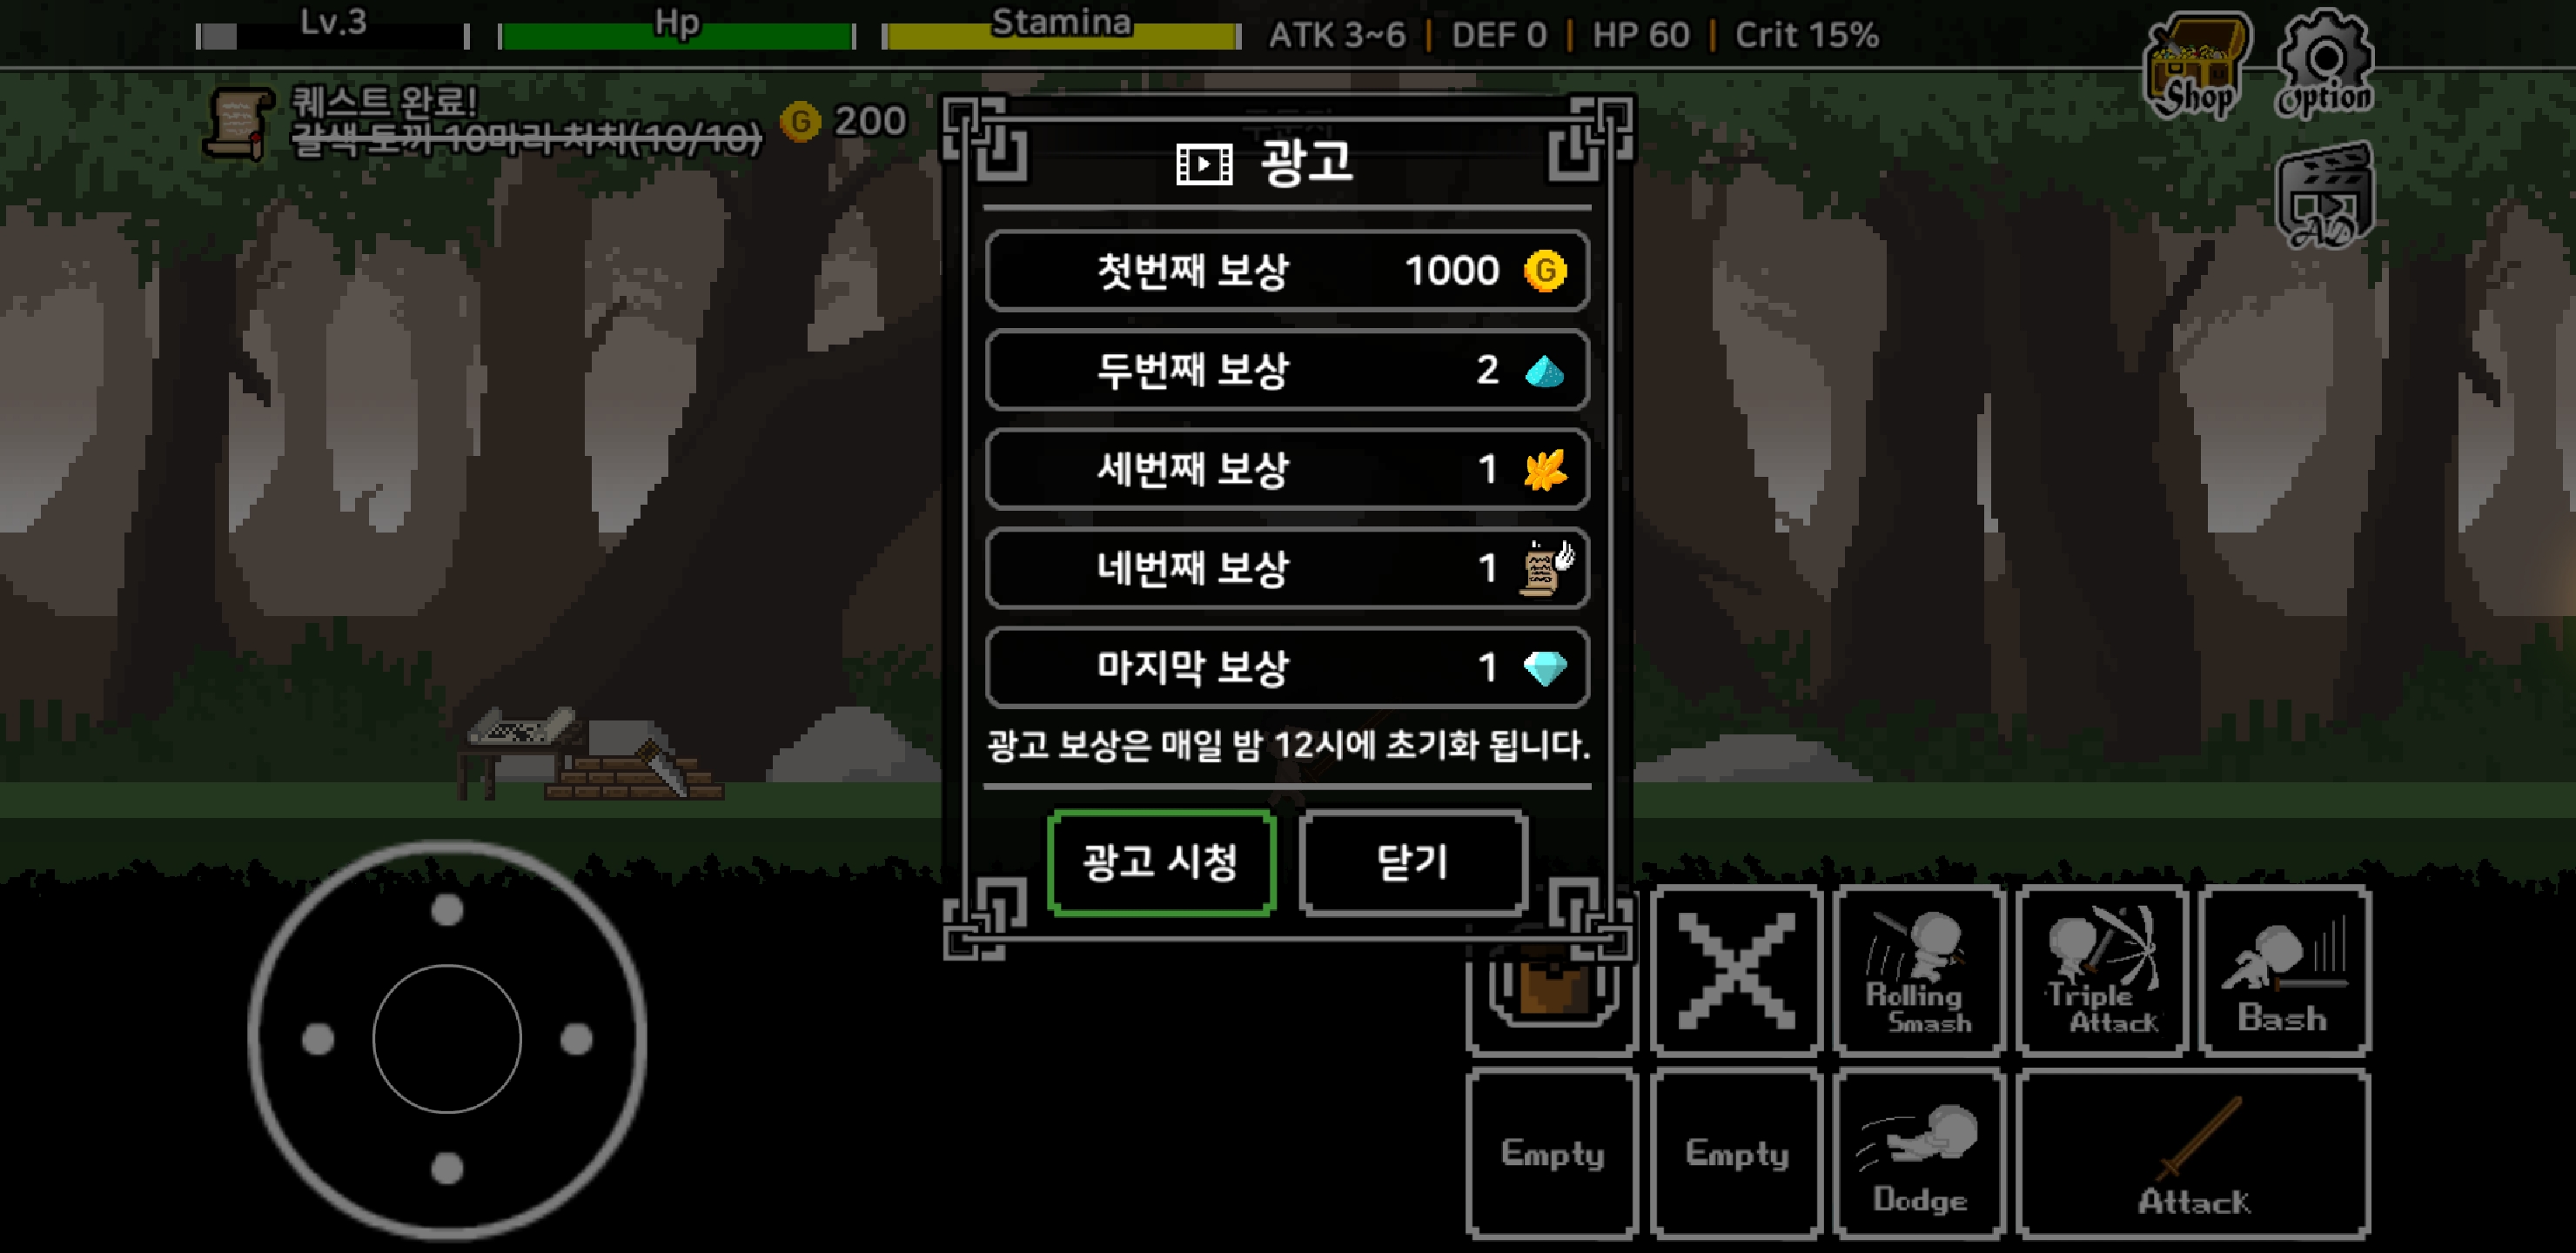 Lv.3 Hp Stamina ATK 3~6 | DEF 0 | HP 60 | Crit 15%
Shop
Option
퀘스트 완료!
갈색 토끼 10마리 처치(10/10) G 200
AD
광고
첫번째 보상 1000 G
두번째 보상 2
세번째 보상 1
네번째 보상 1
마지막 보상 1
광고 보상은 매일 밤 12시에 초기화 됩니다.
광고 시청 닫기
Rolling Smash
Triple Attack
Bash
Empty
Empty
Dodge
Attack